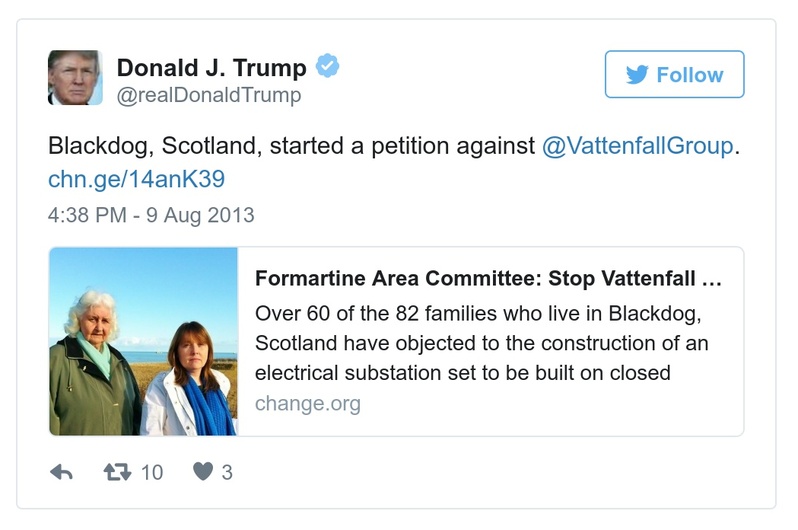 Donald J. Trump
@realDonaldTrump
Follow
Blackdog, Scotland, started a petition against @VattenfallGroup.
chn.ge/14anK39
4:38 PM - 9 Aug 2013
Formartine Area Committee: Stop Vattenfall ...
Over 60 of the 82 families who live in Blackdog,
Scotland have objected to the construction of an
electrical substation set to be built on closed
change.org
10 3